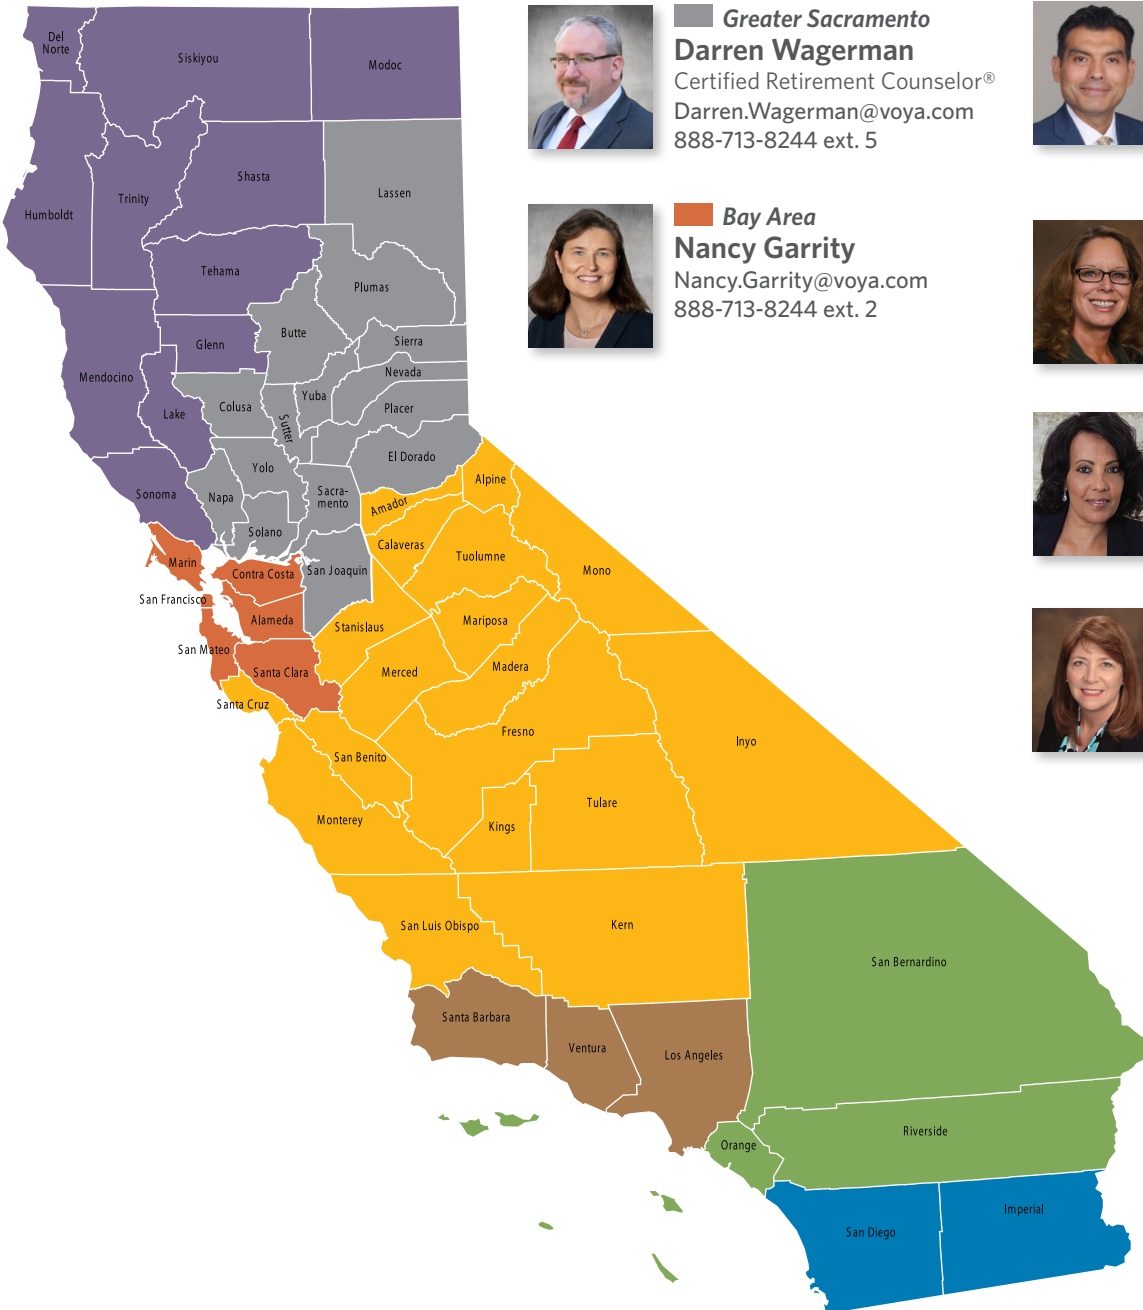 Greater Sacramento
Darren Wagerman
Certified Retirement Counselor®
Darren.Wagerman@voya.com
888-713-8244 ext. 5
Bay Area
Nancy Garrity
Nancy.Garrity@voya.com
888-713-8244 ext. 2
Del
Norte
Siskiyou
Modoc
Humboldt
Trinity
Shasta
Lassen
Tehama
Plumas
Mendocino
Glenn
Butte
Sierra
Nevada
Lake
Colusa
Sutter
Yuba
Placer
Sonoma
Napa
Yolo
El Dorado
Solano
Sacra-
mento
Amador
Alpine
Marin
Contra Costa
San Joaquin
Calaveras
Tuolumne
Mono
San Francisco
Alameda
Stanislaus
Mariposa
San Mateo
Santa Clara
Merced
Madera
Santa Cruz
San Benito
Fresno
Inyo
Monterey
Kings
Tulare
San Luis Obispo
Kern
San Bernardino
Santa Barbara
Ventura
Los Angeles
Orange
Riverside
San Diego
Imperial